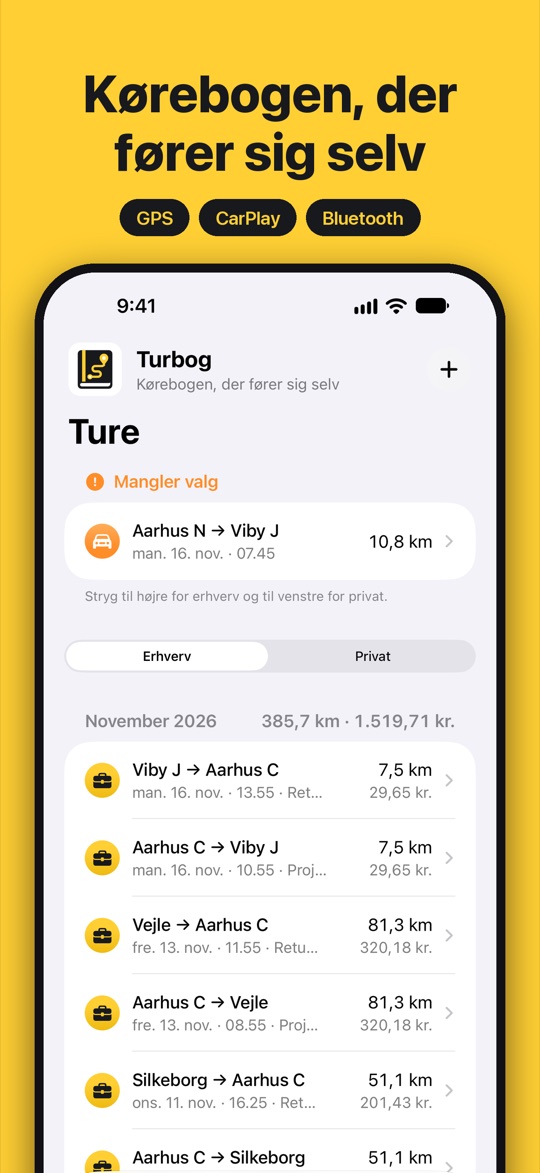 Kørebogen, der
fører sig selv
GPS CarPlay Bluetooth
9:41
Turbog
Kørebogen, der fører sig selv
Ture
Mangler valg
Aarhus N → Viby J 10,8 km
man. 16. nov. · 07.45
Stryg til højre for erhverv og til venstre for privat.
Erhverv Privat
November 2026 385,7 km · 1.519,71 kr.
Viby J → Aarhus C 7,5 km
man. 16. nov. · 13.55 · Ret... 29,65 kr.
Aarhus C → Viby J 7,5 km
man. 16. nov. · 10.55 · Proj... 29,65 kr.
Vejle → Aarhus C 81,3 km
fre. 13. nov. · 11.55 · Retu... 320,18 kr.
Aarhus C → Vejle 81,3 km
fre. 13. nov. · 08.55 · Proj... 320,18 kr.
Silkeborg → Aarhus C 51,1 km
ons. 11. nov. · 16.25 · Ret... 201,43 kr.
Aarhus C → Silkeborg 51,1 km